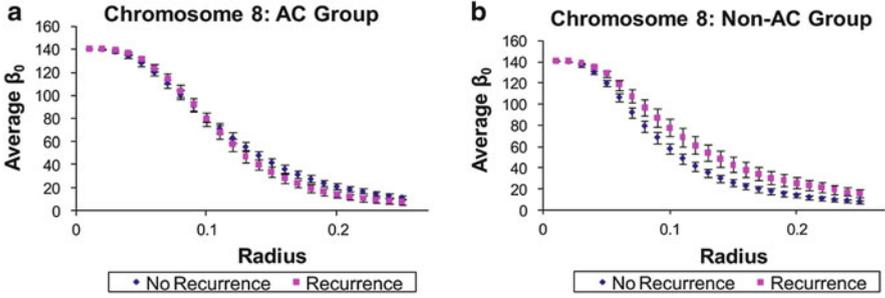 a Chromosome 8: AC Group
Average β₀
160
140
120
100
80
60
40
20
0
0 0.1 0.2
Radius
No Recurrence Recurrence
b Chromosome 8: Non-AC Group
Average β₀
160
140
120
100
80
60
40
20
0
0 0.1 0.2
Radius
No Recurrence Recurrence